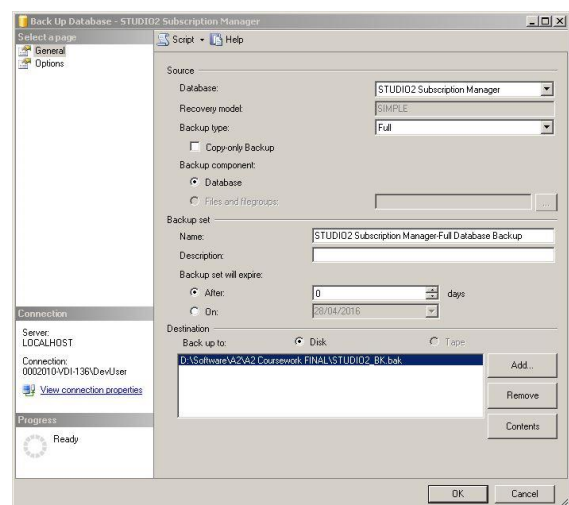 Back Up Database - STUDIO2 Subscription Manager
Select a page
General
Options
Script
Help
Source
Database:
STUDIO2 Subscription Manager
Recovery model:
SIMPLE
Backup type:
Full
Copy-only Backup
Backup component:
Database
Files and filegroups:
...
Backup set
Name:
STUDIO2 Subscription Manager-Full Database Backup
Description:
Backup set will expire:
After:
0
days
On:
28/04/2016
Destination
Back up to:
Disk
Tape
D:\Software\A2\A2 Coursework FINAL\STUDIO2_BK.bak
Add...
Remove
Contents
Connection
Server:
LOCALHOST
Connection:
0002010-VDI-136\DevUser
View connection properties
Progress
Ready
OK
Cancel